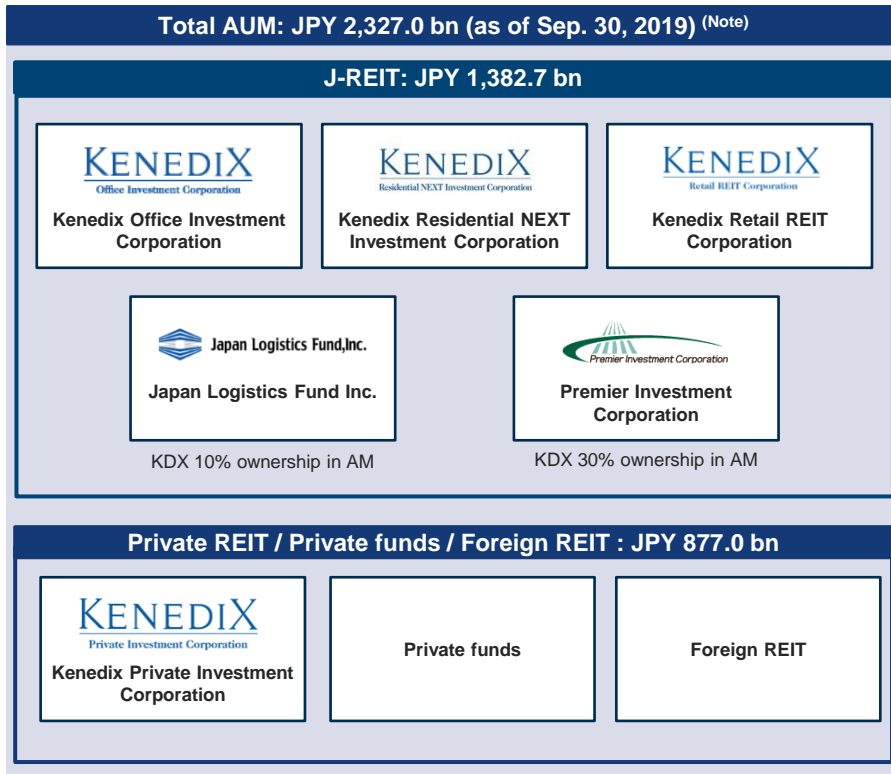 Total AUM: JPY 2,327.0 bn (as of Sep. 30, 2019) (Note)
J-REIT: JPY 1,382.7 bn
KENEDIX
Office Investment Corporation
Kenedix Office Investment
Corporation
KENEDIX
Residential NEXT Investment Corporation
Kenedix Residential NEXT
Investment Corporation
KENEDIX
Retail REIT Corporation
Kenedix Retail REIT
Corporation
Japan Logistics Fund,Inc.
Japan Logistics Fund Inc.
KDX 10% ownership in AM
Premier Investment Corporation
Premier Investment
Corporation
KDX 30% ownership in AM
Private REIT / Private funds / Foreign REIT : JPY 877.0 bn
KENEDIX
Private Investment Corporation
Kenedix Private Investment
Corporation
Private funds
Foreign REIT